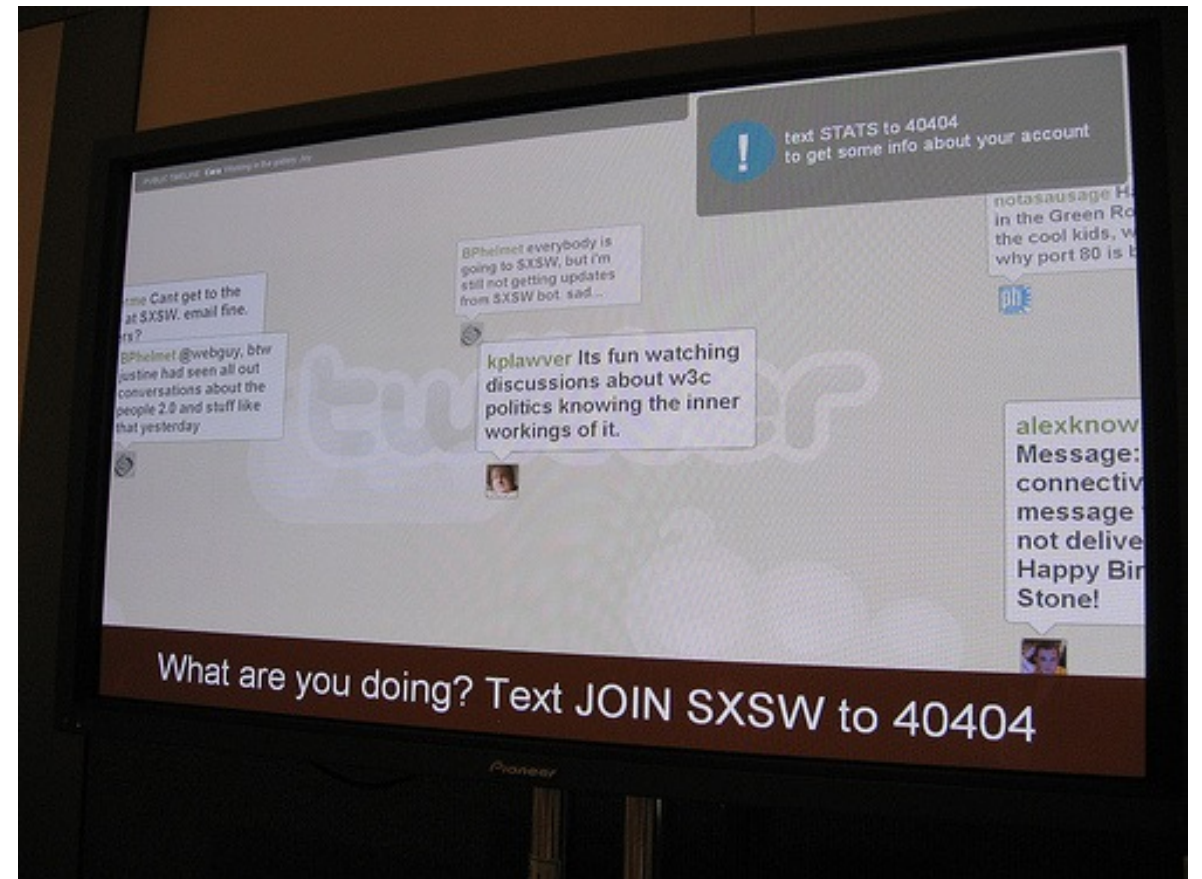 PUBLIC TIMELINE
text STATS to 40404
to get some info about your account
notasausage
in the Green Ro
the cool kids, w
why port 80 is b
ph
BPhelmet everybody is
going to SXSW, but i'm
still not getting updates
from SXSW bot. sad...
Cant get to the
at SXSW. email fine.
BPhelmet @webguy, btw
justine had seen all out
conversations about the
people 2.0 and stuff like
that yesterday
kplawver Its fun watching
discussions about w3c
politics knowing the inner
workings of it.
twitter
alexknow
Message:
connectiv
message
not delive
Happy Bir
Stone!
What are you doing? Text JOIN SXSW to 40404
Pioneer